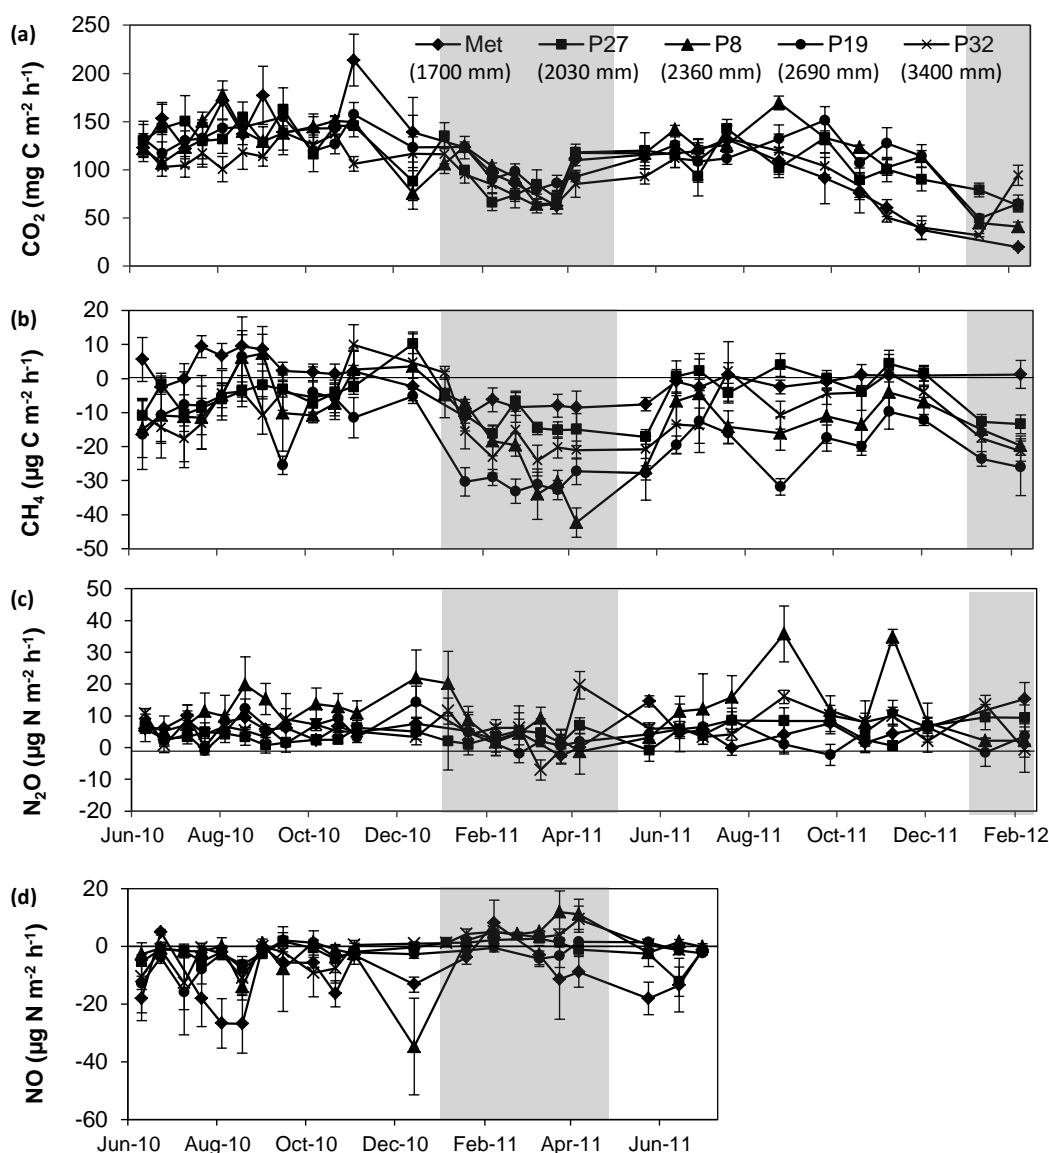 (a)
CO₂ (mg C m⁻² h⁻¹)
250
200
150
100
50
0
Met P27 P8 P19 P32
(1700 mm) (2030 mm) (2360 mm) (2690 mm) (3400 mm)
(b)
CH₄ (µg C m⁻² h⁻¹)
20
10
0
-10
-20
-30
-40
-50
(c)
N₂O (µg N m⁻² h⁻¹)
50
40
30
20
10
0
-10
-20
Jun-10 Aug-10 Oct-10 Dec-10 Feb-11 Apr-11 Jun-11 Aug-11 Oct-11 Dec-11 Feb-12
(d)
NO (µg N m⁻² h⁻¹)
20
0
-20
-40
-60
Jun-10 Aug-10 Oct-10 Dec-10 Feb-11 Apr-11 Jun-11